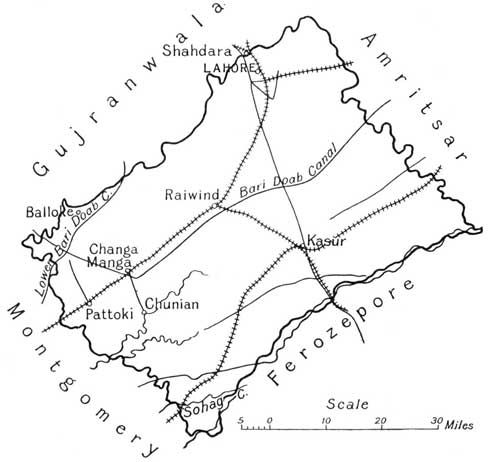 Gujranwala
Amritsar
Shahdara
LAHORE
Bari Doab Canal
Raiwind
Balloke
Lower Bari Doab C.
Kasūr
Changa
Manga
Pattoki
Chunian
Montgomery
Ferozepore
Sohag C.
Scale
5 0 10 20 30 Miles